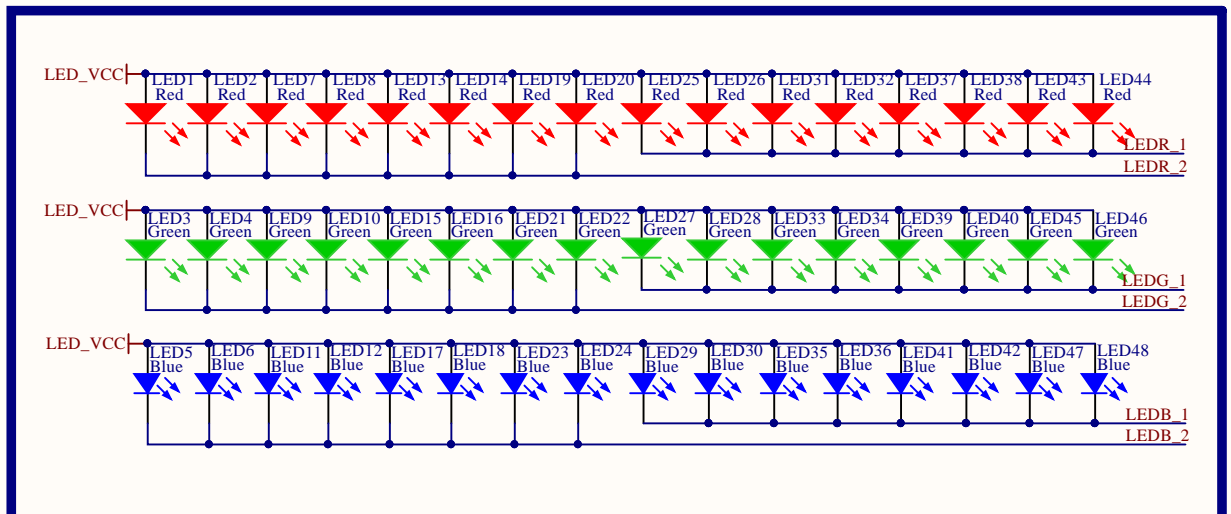 LED_VCC LED1 LED2 LED7 LED8 LED13 LED14 LED19 LED20 LED25 LED26 LED31 LED32 LED37 LED38 LED43 LED44
Red Red Red Red Red Red Red Red Red Red Red Red Red Red Red Red
LEDR_1
LEDR_2
LED_VCC LED3 LED4 LED9 LED10 LED15 LED16 LED21 LED22 LED27 LED28 LED33 LED34 LED39 LED40 LED45 LED46
Green Green Green Green Green Green Green Green Green Green Green Green Green Green Green Green
LEDG_1
LEDG_2
LED_VCC LED5 LED6 LED11 LED12 LED17 LED18 LED23 LED24 LED29 LED30 LED35 LED36 LED41 LED42 LED47 LED48
Blue Blue Blue Blue Blue Blue Blue Blue Blue Blue Blue Blue Blue Blue Blue Blue
LEDB_1
LEDB_2